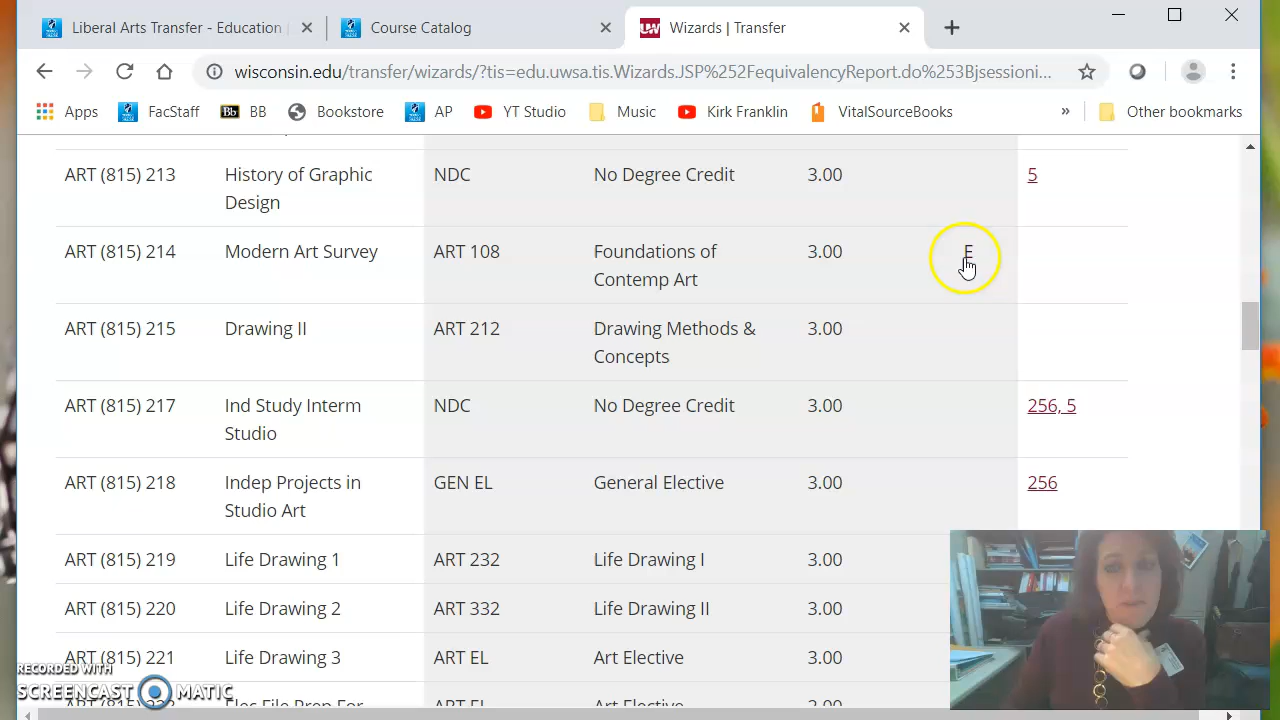 Liberal Arts Transfer - Education
Course Catalog
Wizards | Transfer
wisconsin.edu/transfer/wizards/?tis=edu.uwsa.tis.Wizards.JSP%252FequivalencyReport.do%253Bjsessioni...
Apps FacStaff Bb BB Bookstore AP YT Studio Music Kirk Franklin VitalSourceBooks » Other bookmarks
ART (815) 213 History of Graphic NDC No Degree Credit 3.00 5
Design
ART (815) 214 Modern Art Survey ART 108 Foundations of 3.00 E
Contemp Art
ART (815) 215 Drawing II ART 212 Drawing Methods & 3.00
Concepts
ART (815) 217 Ind Study Interm NDC No Degree Credit 3.00 256, 5
Studio
ART (815) 218 Indep Projects in GEN EL General Elective 3.00 256
Studio Art
ART (815) 219 Life Drawing 1 ART 232 Life Drawing I 3.00
ART (815) 220 Life Drawing 2 ART 332 Life Drawing II 3.00
ART (815) 221 Life Drawing 3 ART EL Art Elective 3.00
ART EL Art Elective 3.00
RECORDED WITH
SCREENCAST MATIC